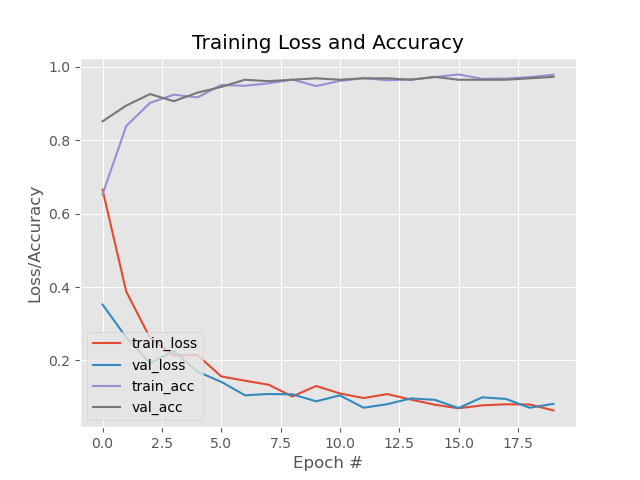 Training Loss and Accuracy
1.0
0.8
0.6
0.4
0.2
Loss/Accuracy
train_loss
val_loss
train_acc
val_acc
0.0 2.5 5.0 7.5 10.0 12.5 15.0 17.5
Epoch #